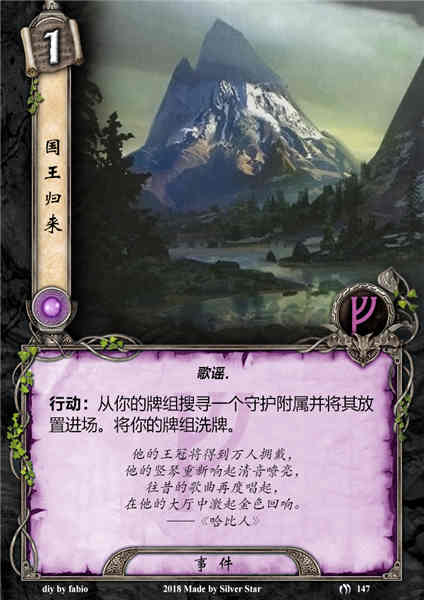 1
国王归来
歌谣.
行动：从你的牌组搜寻一个守护附属并将其放
置进场。将你的牌组洗牌。
他的王冠将得到万人拥戴，
他的竖琴重新响起清音嘹亮，
往昔的歌曲再度唱起，
在他的大厅中激起金色回响。
——《哈比人》
事件
diy by fabio
2018 Made by Silver Star
147